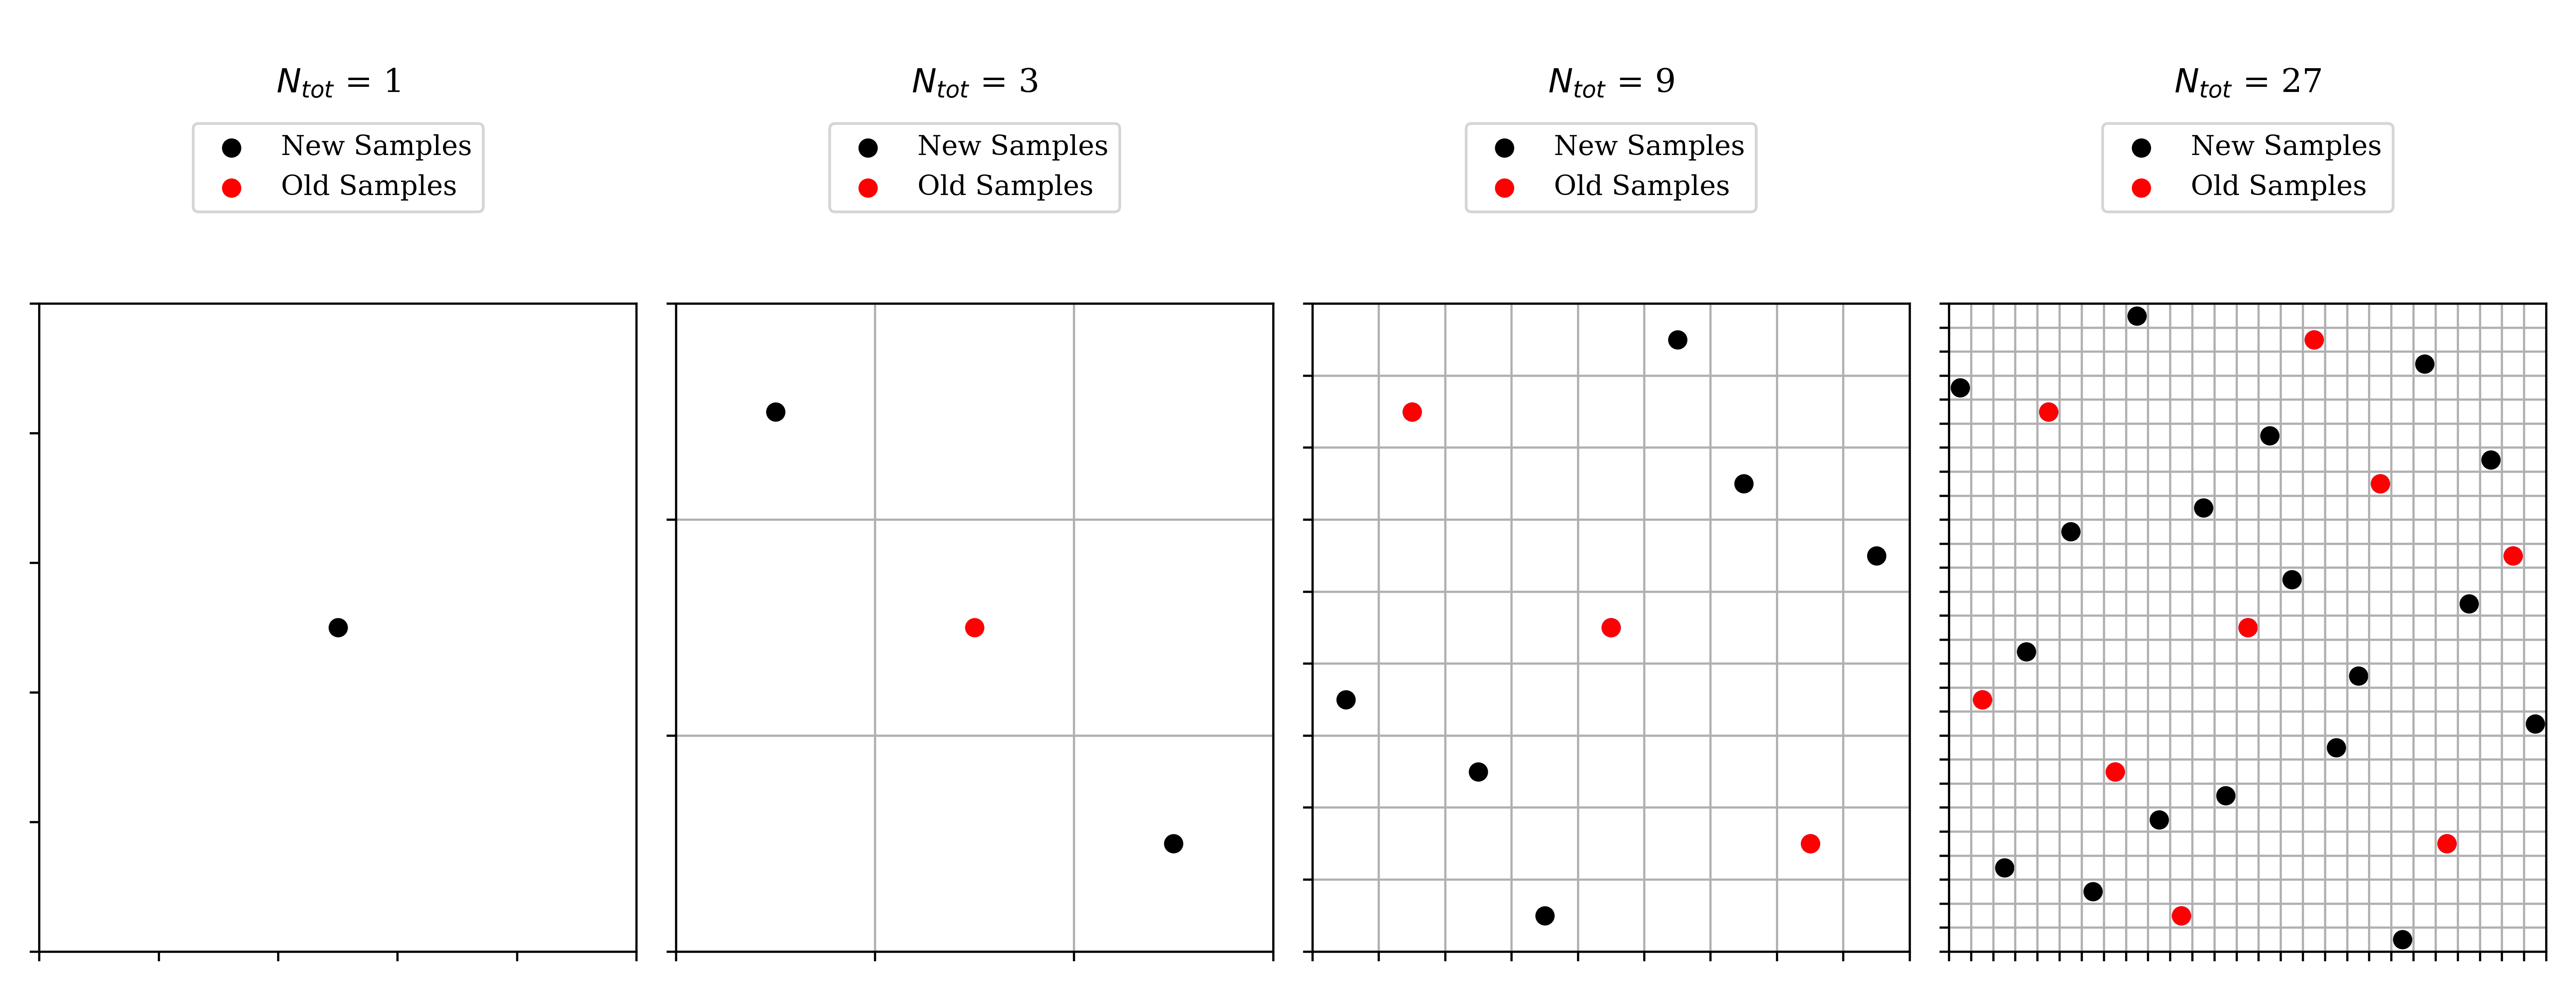 N_tot = 1
New Samples
Old Samples
N_tot = 3
New Samples
Old Samples
N_tot = 9
New Samples
Old Samples
N_tot = 27
New Samples
Old Samples